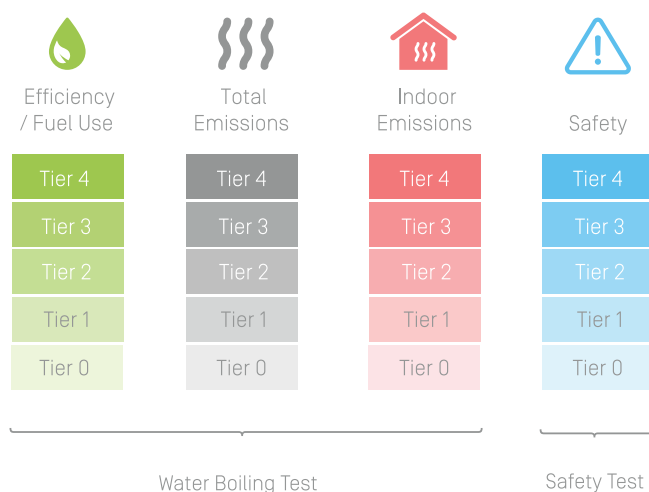 Efficiency
/ Fuel Use
Total
Emissions
Indoor
Emissions
Safety
Tier 4
Tier 3
Tier 2
Tier 1
Tier 0
Tier 4
Tier 3
Tier 2
Tier 1
Tier 0
Tier 4
Tier 3
Tier 2
Tier 1
Tier 0
Tier 4
Tier 3
Tier 2
Tier 1
Tier 0
Water Boiling Test
Safety Test